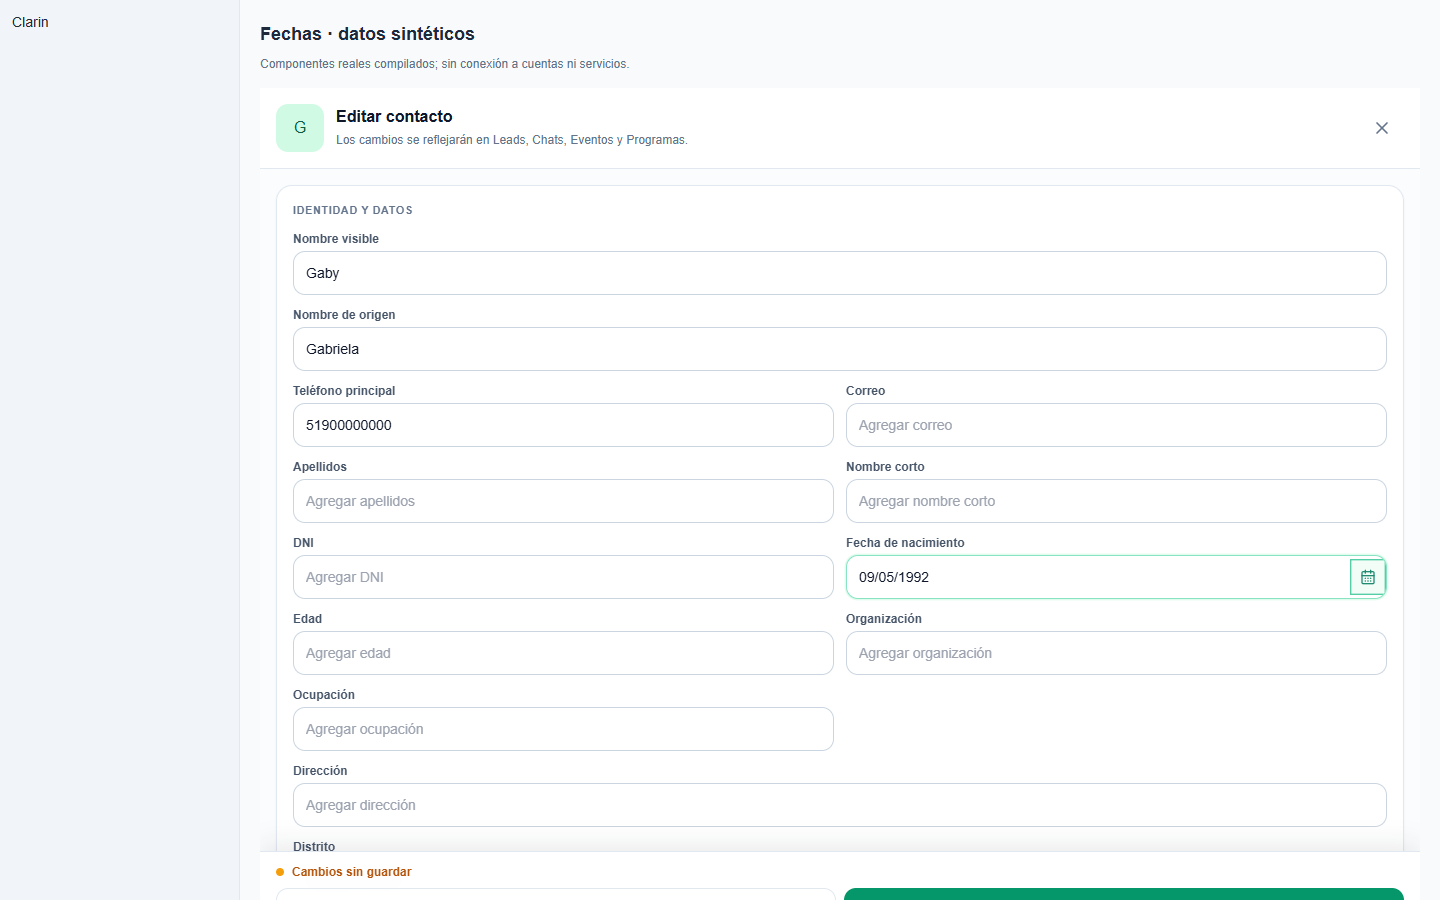 Clarin
Fechas · datos sintéticos
Componentes reales compilados; sin conexión a cuentas ni servicios.
G
Editar contacto
Los cambios se reflejarán en Leads, Chats, Eventos y Programas.
IDENTIDAD Y DATOS
Nombre visible
Gaby
Nombre de origen
Gabriela
Teléfono principal
51900000000
Correo
Agregar correo
Apellidos
Agregar apellidos
Nombre corto
Agregar nombre corto
DNI
Agregar DNI
Fecha de nacimiento
09/05/1992
Edad
Agregar edad
Organización
Agregar organización
Ocupación
Agregar ocupación
Dirección
Agregar dirección
Distrito
Cambios sin guardar